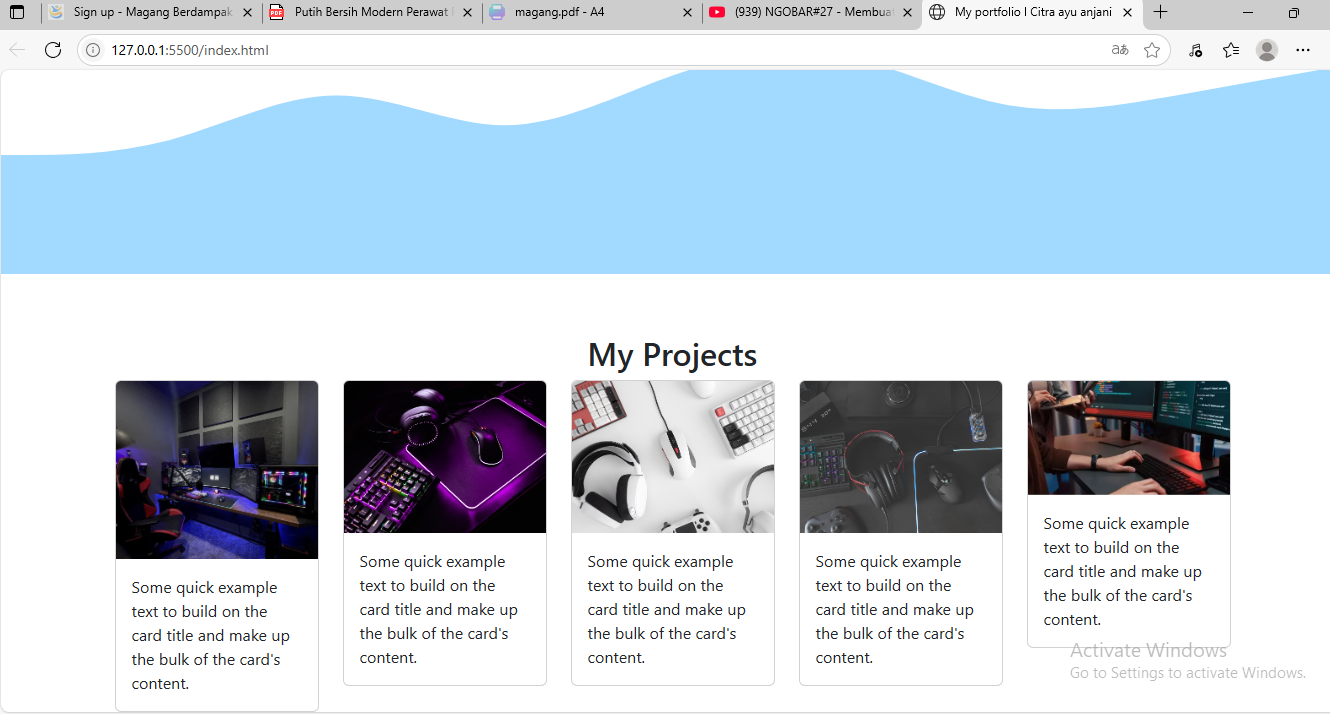 Sign up - Magang Berdampak
Putih Bersih Modern Perawat
magang.pdf - A4
(939) NGOBAR#27 - Membuat
My portfolio I Citra ayu anjani
127.0.0.1:5500/index.html
My Projects
Some quick example
text to build on the
card title and make up
the bulk of the card's
content.
Some quick example
text to build on the
card title and make up
the bulk of the card's
content.
Some quick example
text to build on the
card title and make up
the bulk of the card's
content.
Some quick example
text to build on the
card title and make up
the bulk of the card's
content.
Some quick example
text to build on the
card title and make up
the bulk of the card's
content.
Activate Windows
Go to Settings to activate Windows.